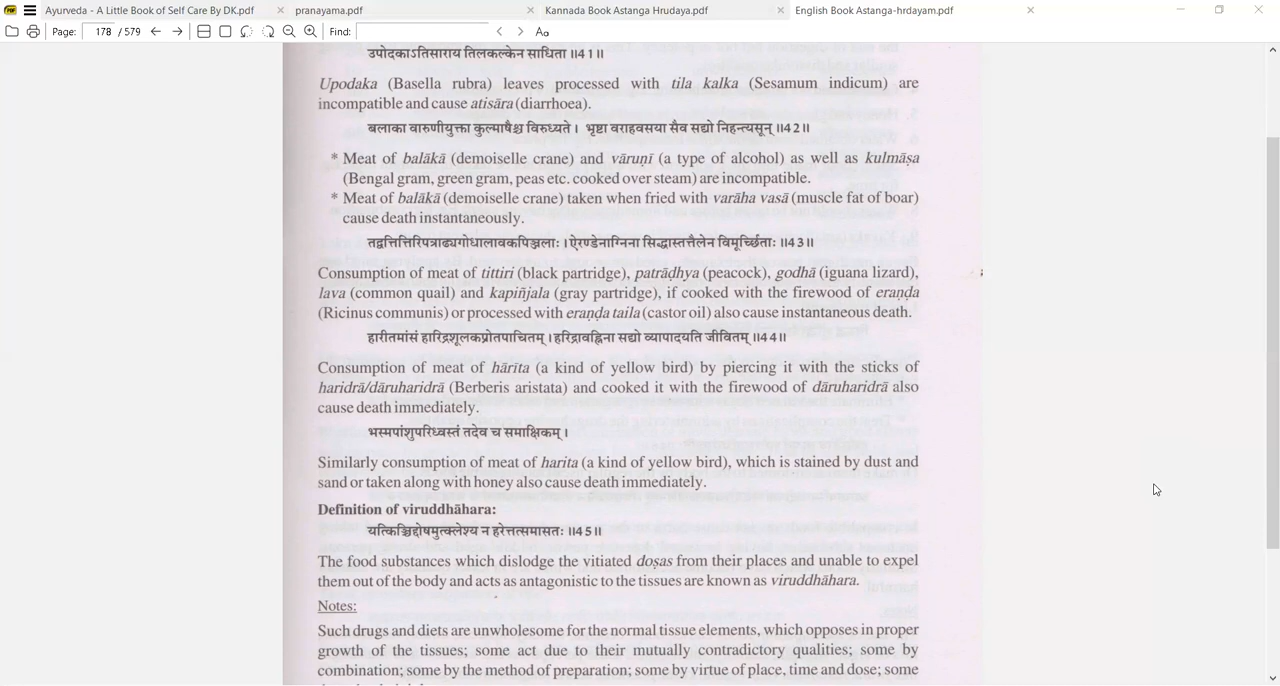 Ayurveda - A Little Book of Self Care By DK.pdf × pranayama.pdf × Kannada Book Astanga Hrudaya.pdf × English Book Astanga-hrdayam.pdf ×
Page: 178 / 579 Find: Aa
उपोदकाऽतिसाराय तिलकल्केन साधिता ॥41॥
Upodaka (Basella rubra) leaves processed with tila kalka (Sesamum indicum) are
incompatible and cause atisāra (diarrhoea).
बलाका वारुणीयुक्ता कुल्माषैश्च विरुध्यते। भृष्टा वराहवसया सैव सद्यो निहन्त्यसून् ॥42॥
* Meat of balākā (demoiselle crane) and vāruṇī (a type of alcohol) as well as kulmāṣa
(Bengal gram, green gram, peas etc. cooked over steam) are incompatible.
* Meat of balākā (demoiselle crane) taken when fried with varāha vasā (muscle fat of boar)
cause death instantaneously.
तद्वत्तित्तिरिपत्राढ्यगोधालावकपिञ्जलाः। ऐरण्डेनाग्निना सिद्धास्तत्तैलेन विमूर्च्छिताः ॥43॥
Consumption of meat of tittiri (black partridge), patrāḍhya (peacock), godhā (iguana lizard),
lava (common quail) and kapiñjala (gray partridge), if cooked with the firewood of eraṇḍa
(Ricinus communis) or processed with eraṇḍa taila (castor oil) also cause instantaneous death.
हारीतमांसं हारिद्रशूलकप्रोतपाचितम्। हरिद्रावह्निना सद्यो व्यापादयति जीवितम् ॥44॥
Consumption of meat of hārīta (a kind of yellow bird) by piercing it with the sticks of
haridrā/dāruharidrā (Berberis aristata) and cooked it with the firewood of dāruharidrā also
cause death immediately.
भस्मपांशुपरिध्वस्तं तदेव च समाक्षिकम्।
Similarly consumption of meat of harita (a kind of yellow bird), which is stained by dust and
sand or taken along with honey also cause death immediately.
Definition of viruddhāhara:
यत्किञ्चिद्दोषमुत्क्लेश्य न हरेत्तत्समासतः ॥45॥
The food substances which dislodge the vitiated doṣas from their places and unable to expel
them out of the body and acts as antagonistic to the tissues are known as viruddhāhara.
Notes:
Such drugs and diets are unwholesome for the normal tissue elements, which opposes in proper
growth of the tissues; some act due to their mutually contradictory qualities; some by
combination; some by the method of preparation; some by virtue of place, time and dose; some